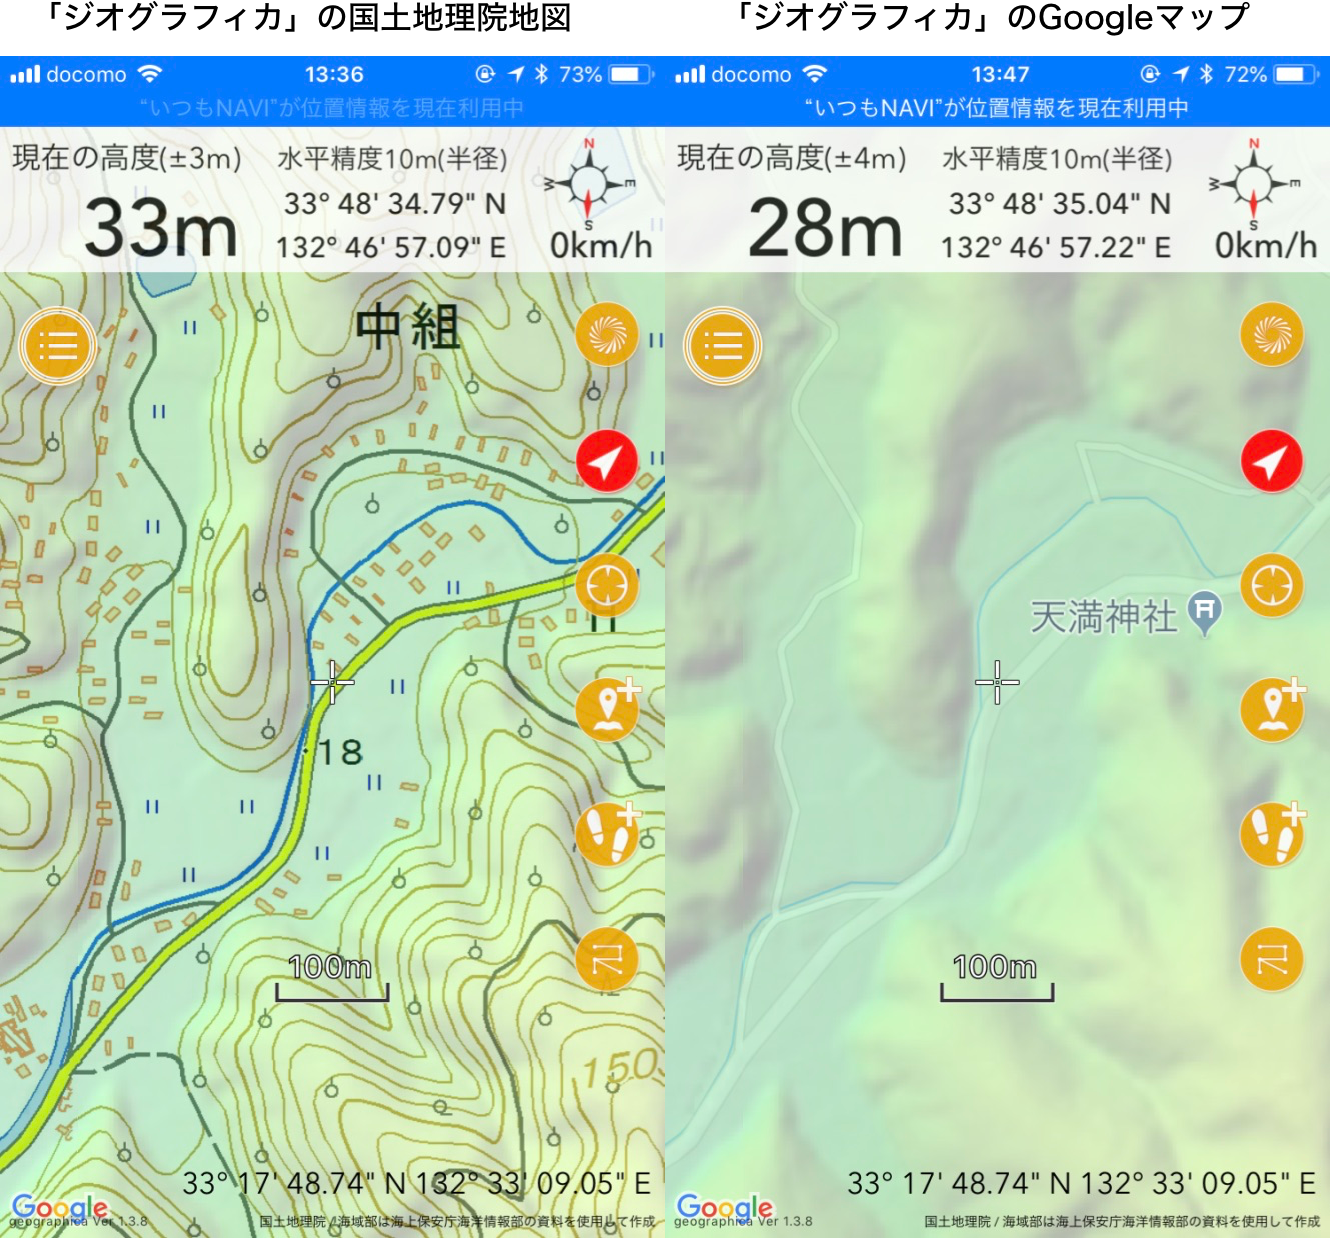 「ジオグラフィカ」の国土地理院地図
docomo 13:36 73%
“いつもNAVI”が位置情報を現在利用中
現在の高度(±3m)
33m
水平精度10m(半径)
33° 48' 34.79" N
132° 46' 57.09" E
N
W E
S
0km/h
中組
18
100m
150
33° 17' 48.74" N 132° 33' 09.05" E
Google
geographica Ver 1.3.8
国土地理院 / 海域部は海上保安庁海洋情報部の資料を使用して作成
「ジオグラフィカ」のGoogleマップ
docomo 13:47 72%
“いつもNAVI”が位置情報を現在利用中
現在の高度(±4m)
28m
水平精度10m(半径)
33° 48' 35.04" N
132° 46' 57.22" E
N
W E
S
0km/h
天満神社
100m
33° 17' 48.74" N 132° 33' 09.05" E
Google
geographica Ver 1.3.8
国土地理院 / 海域部は海上保安庁海洋情報部の資料を使用して作成